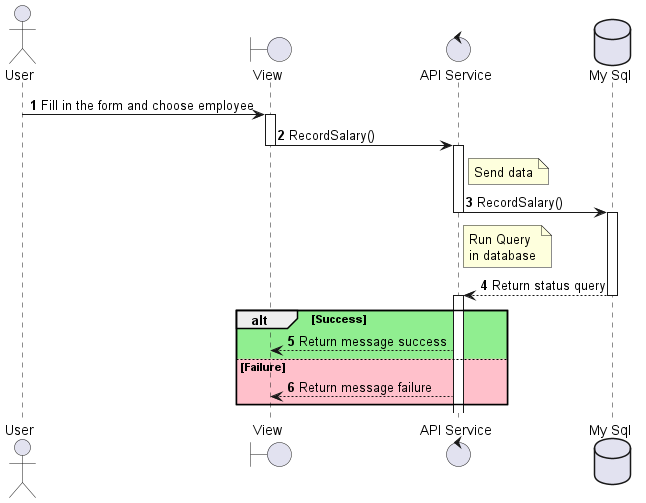 User
View
API Service
My Sql
1 Fill in the form and choose employee
2 RecordSalary()
Send data
3 RecordSalary()
Run Query
in database
4 Return status query
alt [Success]
5 Return message success
[Failure]
6 Return message failure
User
View
API Service
My Sql